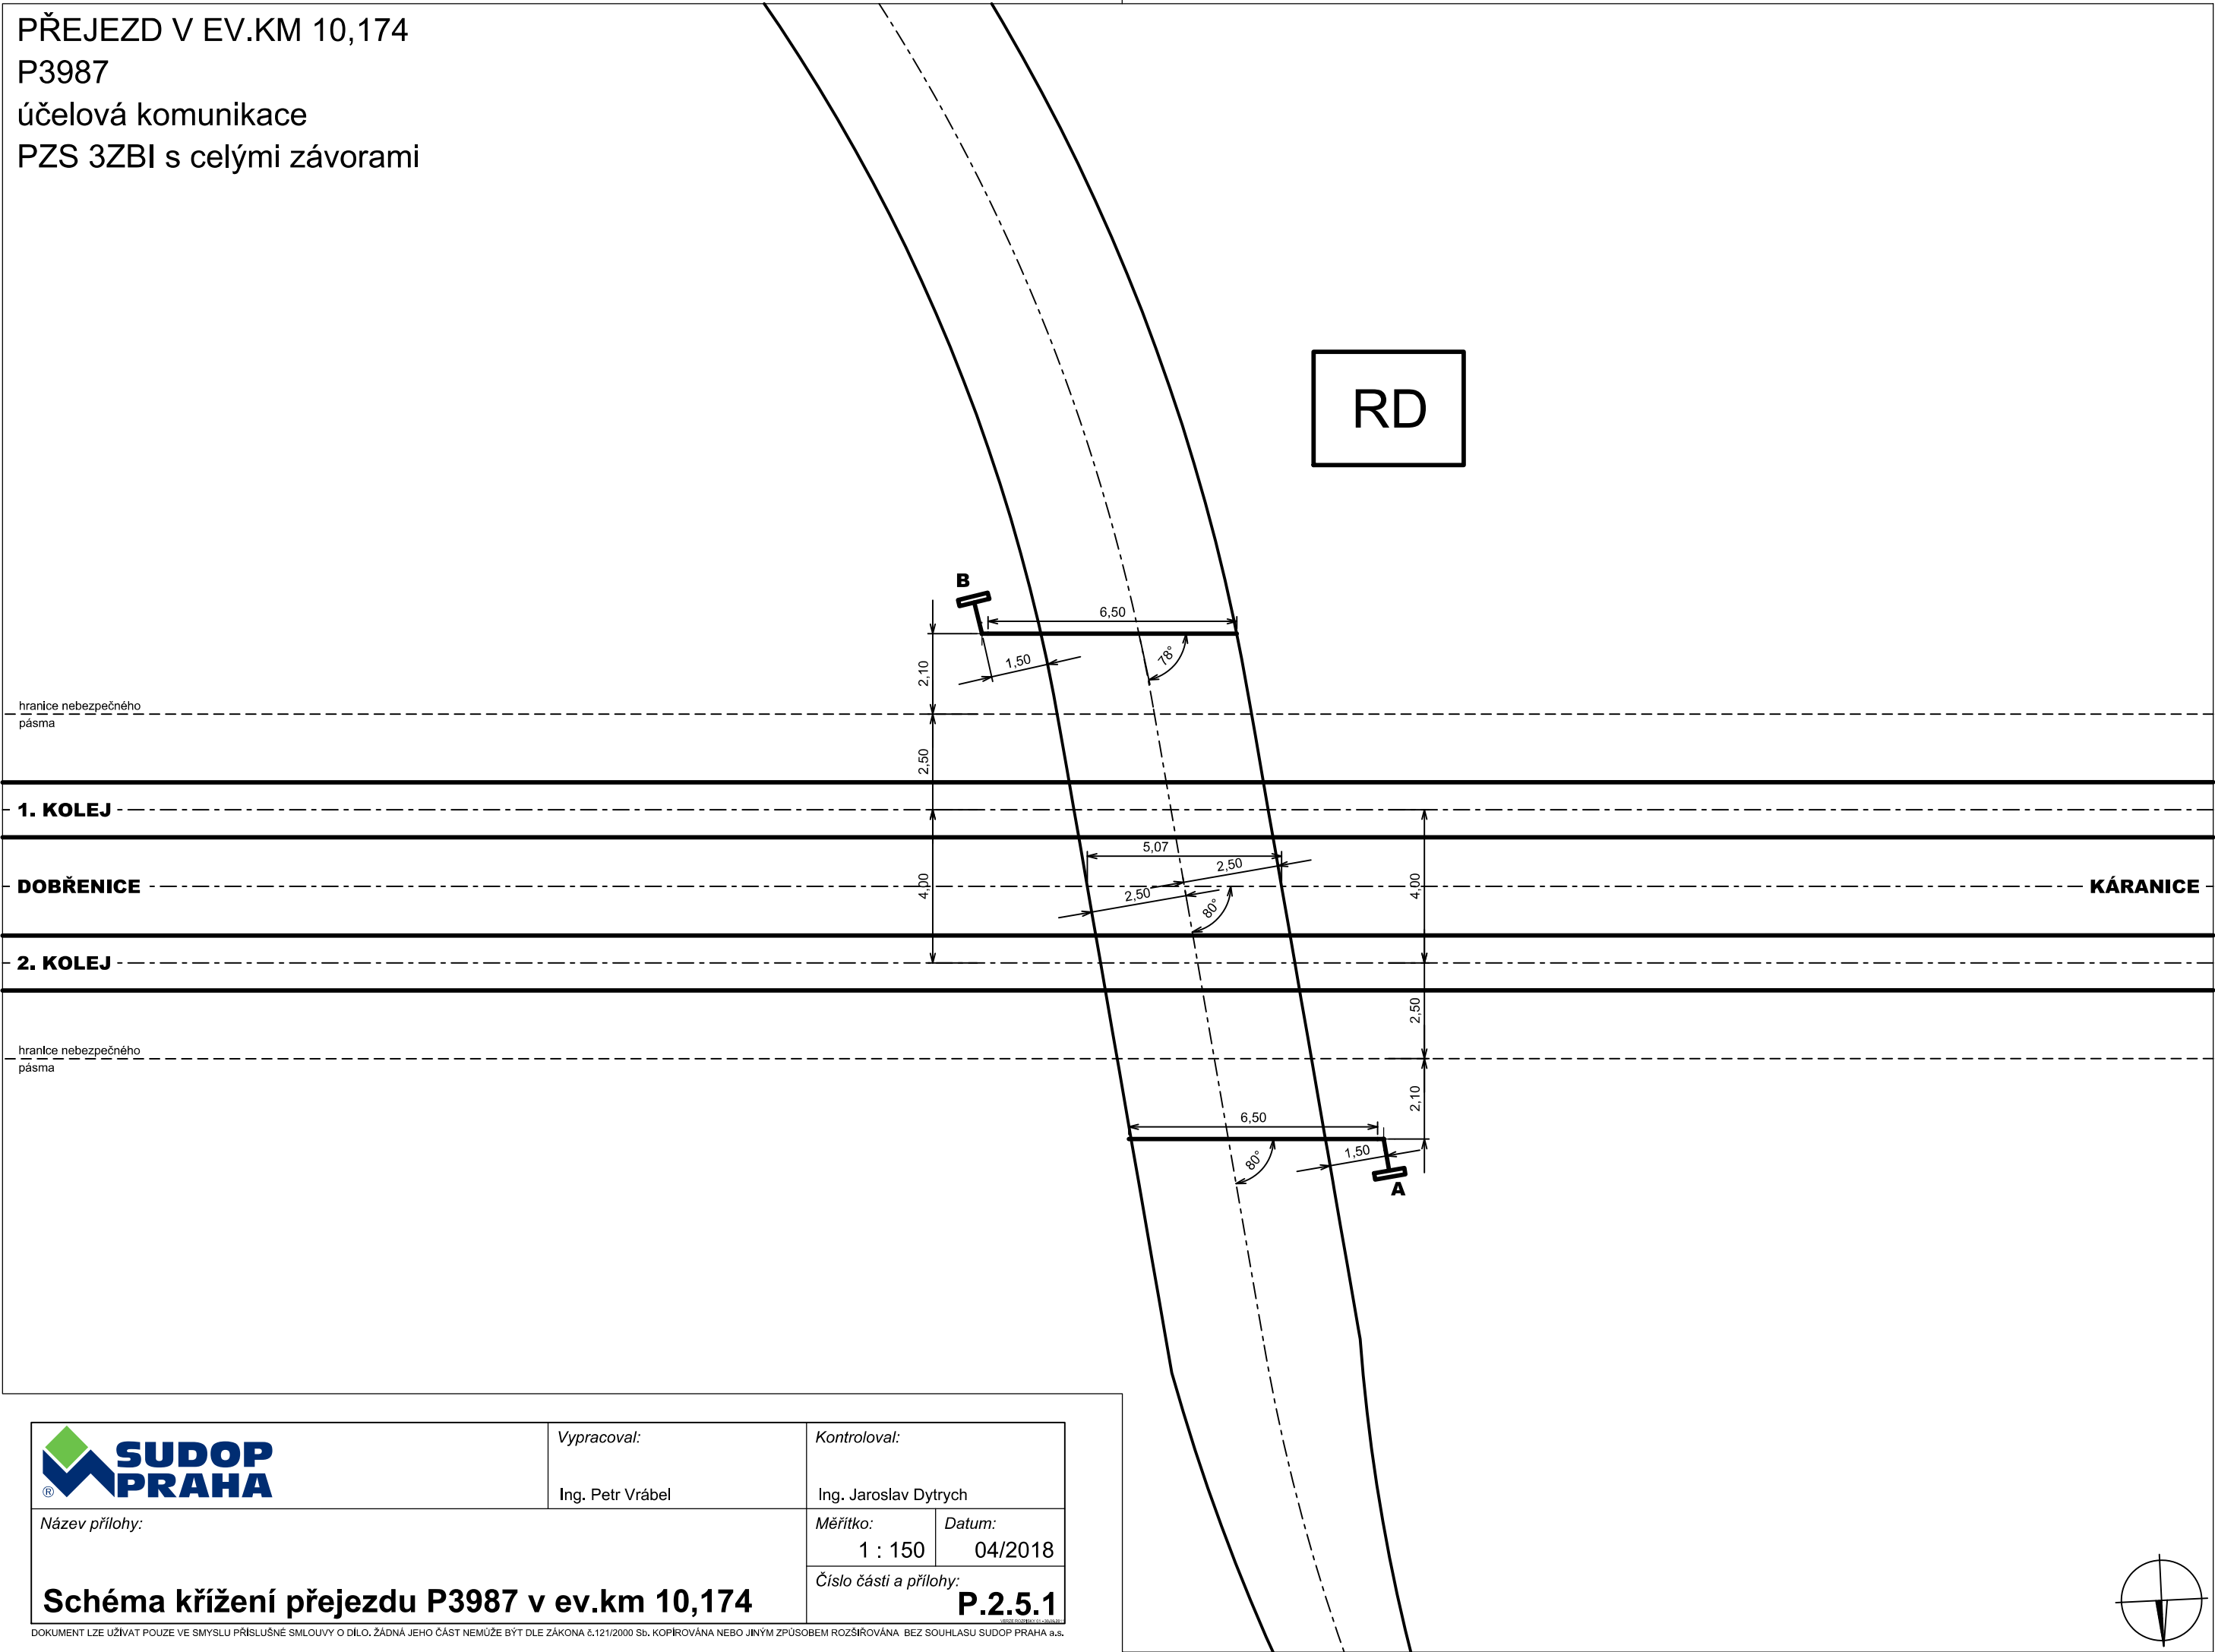 PŘEJEZD V EV.KM 10,174
P3987
účelová komunikace
PZS 3ZBI s celými závorami
RD
B
6,50
1,50
78°
2,10
hranice nebezpečného
pásma
2,50
1. KOLEJ
5,07
2,50
DOBŘENICE
4,00
2,50
80°
4,00
KÁRANICE
2. KOLEJ
2,50
hranice nebezpečného
pásma
2,10
6,50
80°
1,50
A
SUDOP
PRAHA
®
Vypracoval:
Ing. Petr Vrábel
Kontroloval:
Ing. Jaroslav Dytrych
Název přílohy:
Schéma křížení přejezdu P3987 v ev.km 10,174
Měřítko:
1 : 150
Datum:
04/2018
Číslo části a přílohy:
P.2.5.1
DOKUMENT LZE UŽÍVAT POUZE VE SMYSLU PŘÍSLUŠNÉ SMLOUVY O DÍLO. ŽÁDNÁ JEHO ČÁST NEMŮŽE BÝT DLE ZÁKONA č.121/2000 Sb. KOPÍROVÁNA NEBO JINÝM ZPŮSOBEM ROZŠIŘOVÁNA BEZ SOUHLASU SUDOP PRAHA a.s.